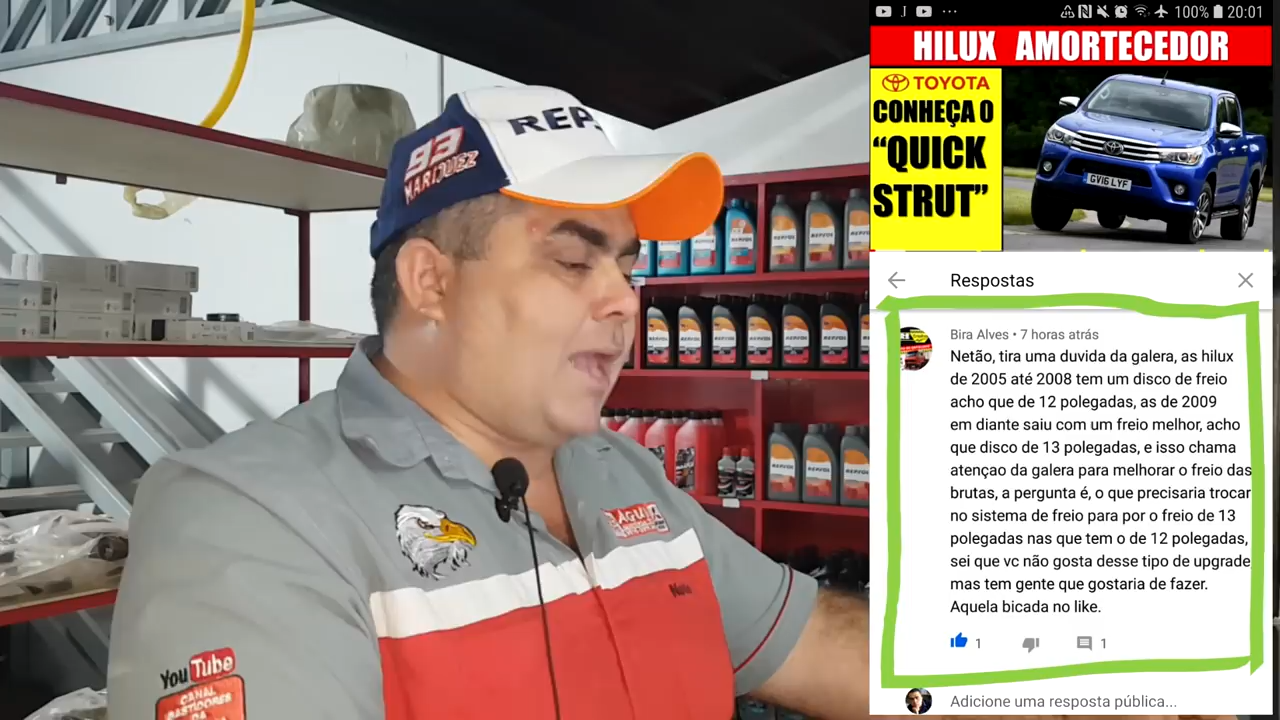 100% 20:01
HILUX AMORTECEDOR
TOYOTA
CONHEÇA O
“QUICK
STRUT”
GV16 LYF
Respostas
Bira Alves • 7 horas atrás
Netão, tira uma duvida da galera, as hilux
de 2005 até 2008 tem um disco de freio
acho que de 12 polegadas, as de 2009
em diante saiu com um freio melhor, acho
que disco de 13 polegadas, e isso chama
atençao da galera para melhorar o freio das
brutas, a pergunta é, o que precisaria trocar
no sistema de freio para por o freio de 13
polegadas nas que tem o de 12 polegadas,
sei que vc não gosta desse tipo de upgrade
mas tem gente que gostaria de fazer.
Aquela bicada no like.
1
1
Adicione uma resposta pública...
REP
93
MARQUEZ
YouTube
CANAL
BASTIDORES
DA